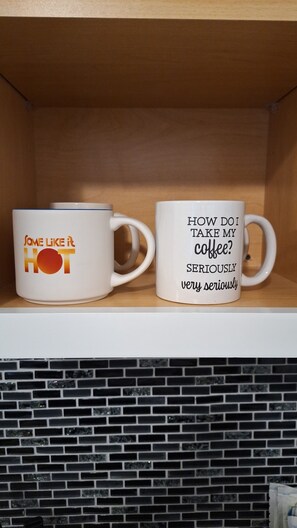 SOME LIKE it
HOT
HOW DO I
TAKE MY
coffee?
SERIOUSLY
very seriously